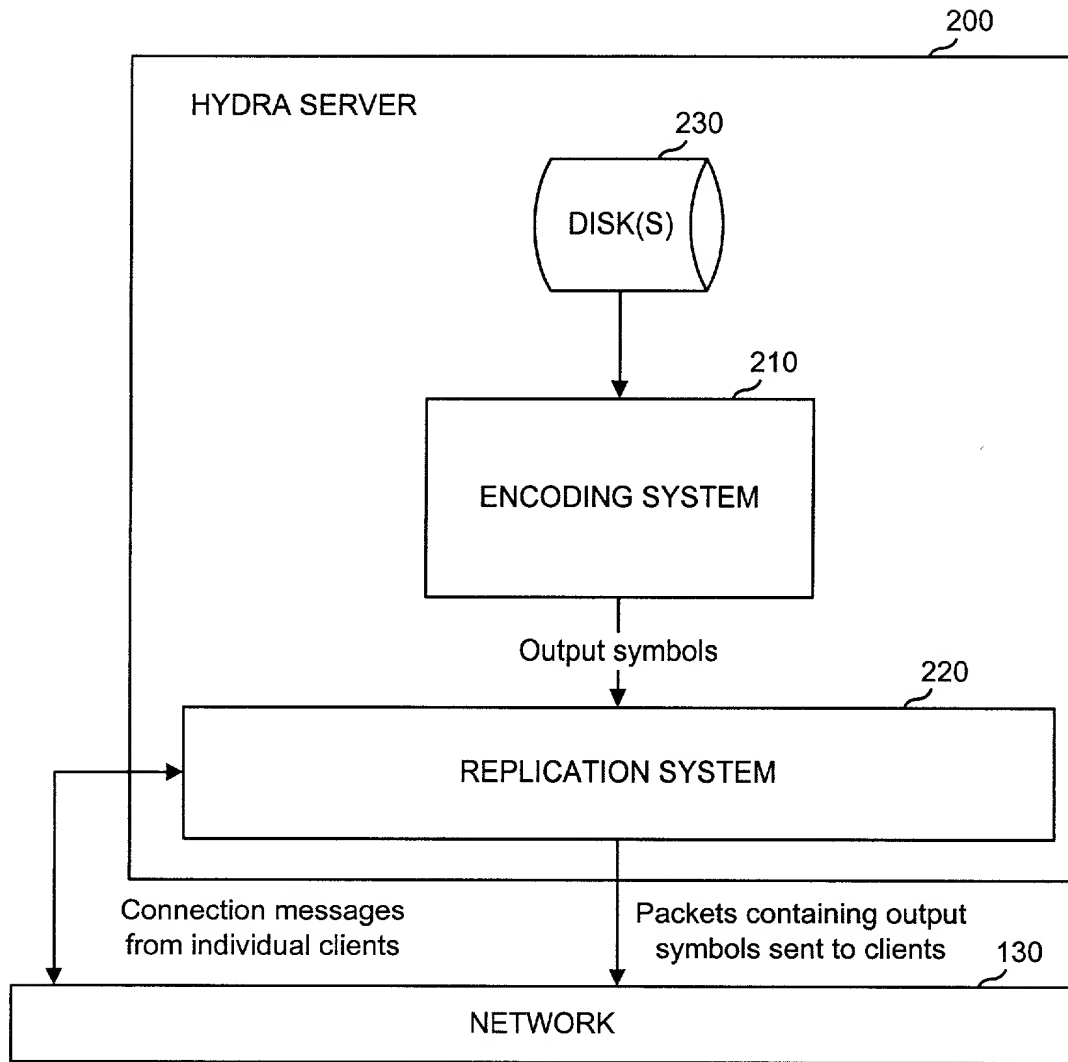 200
HYDRA SERVER
230
DISK(S)
210
ENCODING SYSTEM
Output symbols
220
REPLICATION SYSTEM
Connection messages
from individual clients
Packets containing output
symbols sent to clients
130
NETWORK